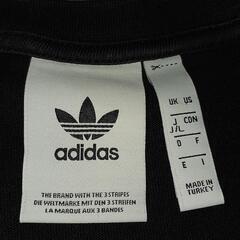 adidas
THE BRAND WITH THE 3 STRIPES
DIE WELTMARKE MIT DEN 3 STREIFEN
LA MARQUE AUX 3 BANDES
UK US
J CON
J/L
D F
E I
MADE IN
TURKEY